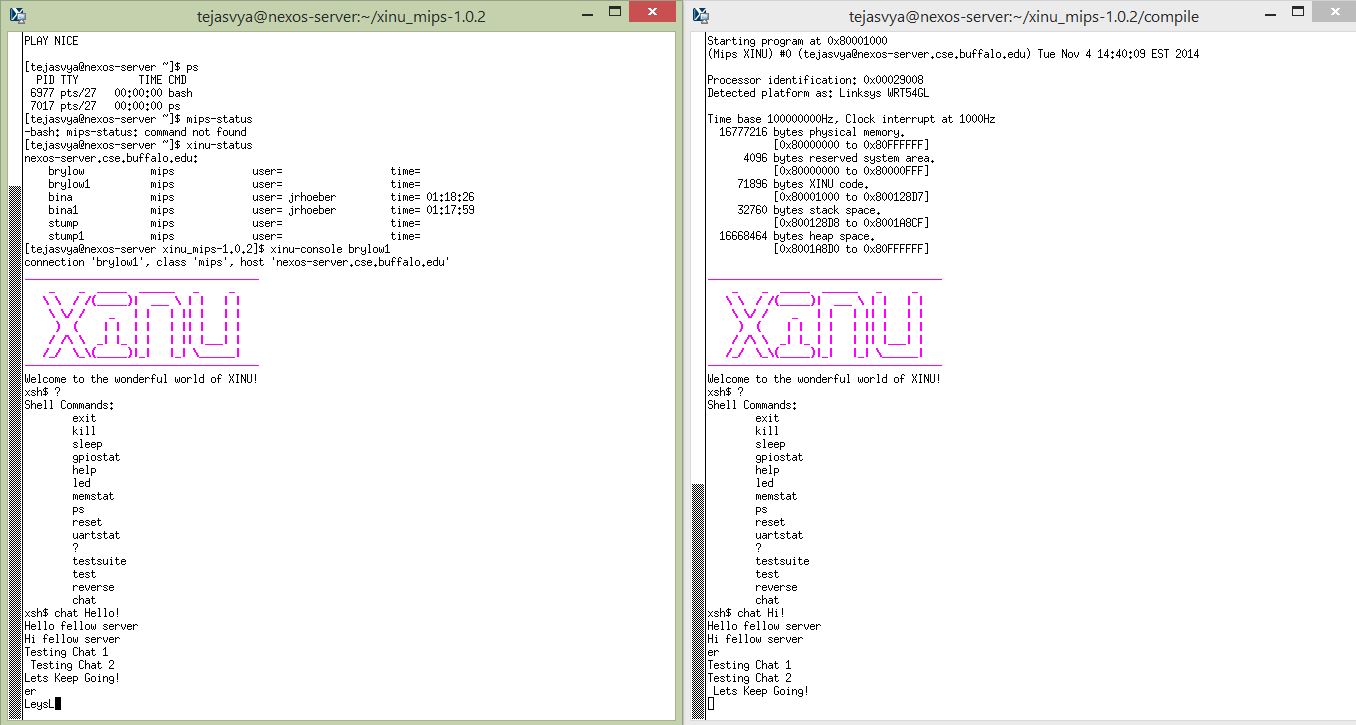 tejasvya@nexos-server:~/xinu_mips-1.0.2
PLAY NICE
[tejasvya@nexos-server ~]$ ps
PID TTY TIME CMD
6977 pts/27 00:00:00 bash
7017 pts/27 00:00:00 ps
[tejasvya@nexos-server ~]$ mips-status
-bash: mips-status: command not found
[tejasvya@nexos-server ~]$ xinu-status
nexos-server.cse.buffalo.edu:
brylow mips user= time=
brylow1 mips user= time=
bina mips user= jrhoeber time= 01:18:26
bina1 mips user= jrhoeber time= 01:17:59
stump mips user= time=
stump1 mips user= time=
[tejasvya@nexos-server xinu_mips-1.0.2]$ xinu-console brylow1
connection 'brylow1', class 'mips', host 'nexos-server.cse.buffalo.edu'
XINU
Welcome to the wonderful world of XINU!
xsh$ ?
Shell Commands:
exit
kill
sleep
gpiostat
help
led
memstat
ps
reset
uartstat
?
testsuite
test
reverse
chat
xsh$ chat Hello!
Hello fellow server
Hi fellow server
Testing Chat 1
Testing Chat 2
Lets Keep Going!
er
LeysL
tejasvya@nexos-server:~/xinu_mips-1.0.2/compile
Starting program at 0x80001000
(Mips XINU) #0 (tejasvya@nexos-server.cse.buffalo.edu) Tue Nov 4 14:40:09 EST 2014
Processor identification: 0x00029008
Detected platform as: Linksys WRT54GL
Time base 100000000Hz, Clock interrupt at 1000Hz
16777216 bytes physical memory.
[0x80000000 to 0x80FFFFFF]
4096 bytes reserved system area.
[0x80000000 to 0x80000FFF]
71896 bytes XINU code.
[0x80001000 to 0x800128D7]
32760 bytes stack space.
[0x800128D8 to 0x8001A8CF]
16668464 bytes heap space.
[0x8001A8D0 to 0x80FFFFFF]
XINU
Welcome to the wonderful world of XINU!
xsh$ ?
Shell Commands:
exit
kill
sleep
gpiostat
help
led
memstat
ps
reset
uartstat
?
testsuite
test
reverse
chat
xsh$ chat Hi!
Hello fellow server
Hi fellow server
er
Testing Chat 1
Testing Chat 2
Lets Keep Going!